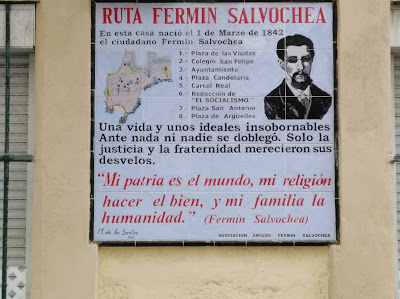 RUTA FERMIN SALVOCHEA
En esta casa nació el 1 de Marzo de 1842
el ciudadano Fermin Salvochea
1.- Plaza de las Viudas
2.- Colegio San Felipe
3.- Ayuntamiento
4.- Plaza Candelaria
5.- Carcel Real
6.- Redacción de
"EL SOCIALISMO"
7.- Plaza San Antonio
8.- Plaza de Argüelles
Una vida y unos ideales insobornables
Ante nada ni nadie se doblegó. Solo la
justicia y la fraternidad merecieron sus
desvelos.
“Mi patria es el mundo, mi religión
hacer el bien, y mi familia la
humanidad.” (Fermín Salvochea)
ASOCIACION AMIGOS FERMIN SALVOCHEA